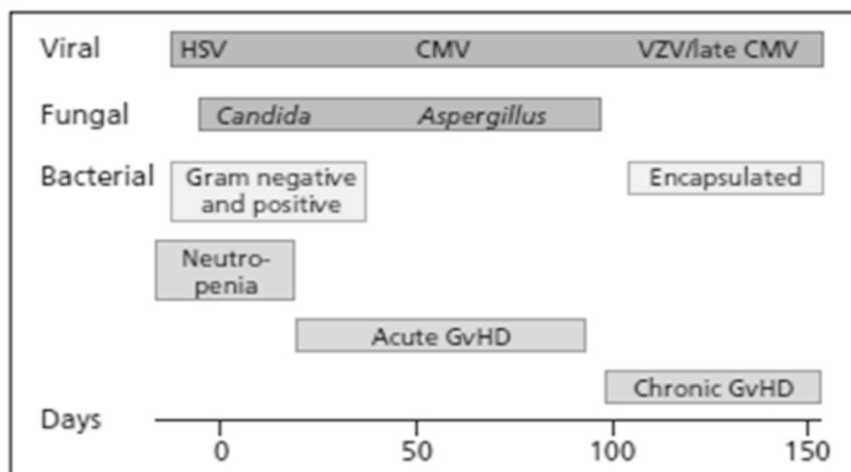 Viral HSV CMV VZV/late CMV
Fungal Candida Aspergillus
Bacterial Gram negative and positive Encapsulated
Neutro-
penia
Acute GvHD
Chronic GvHD
Days
0 50 100 150